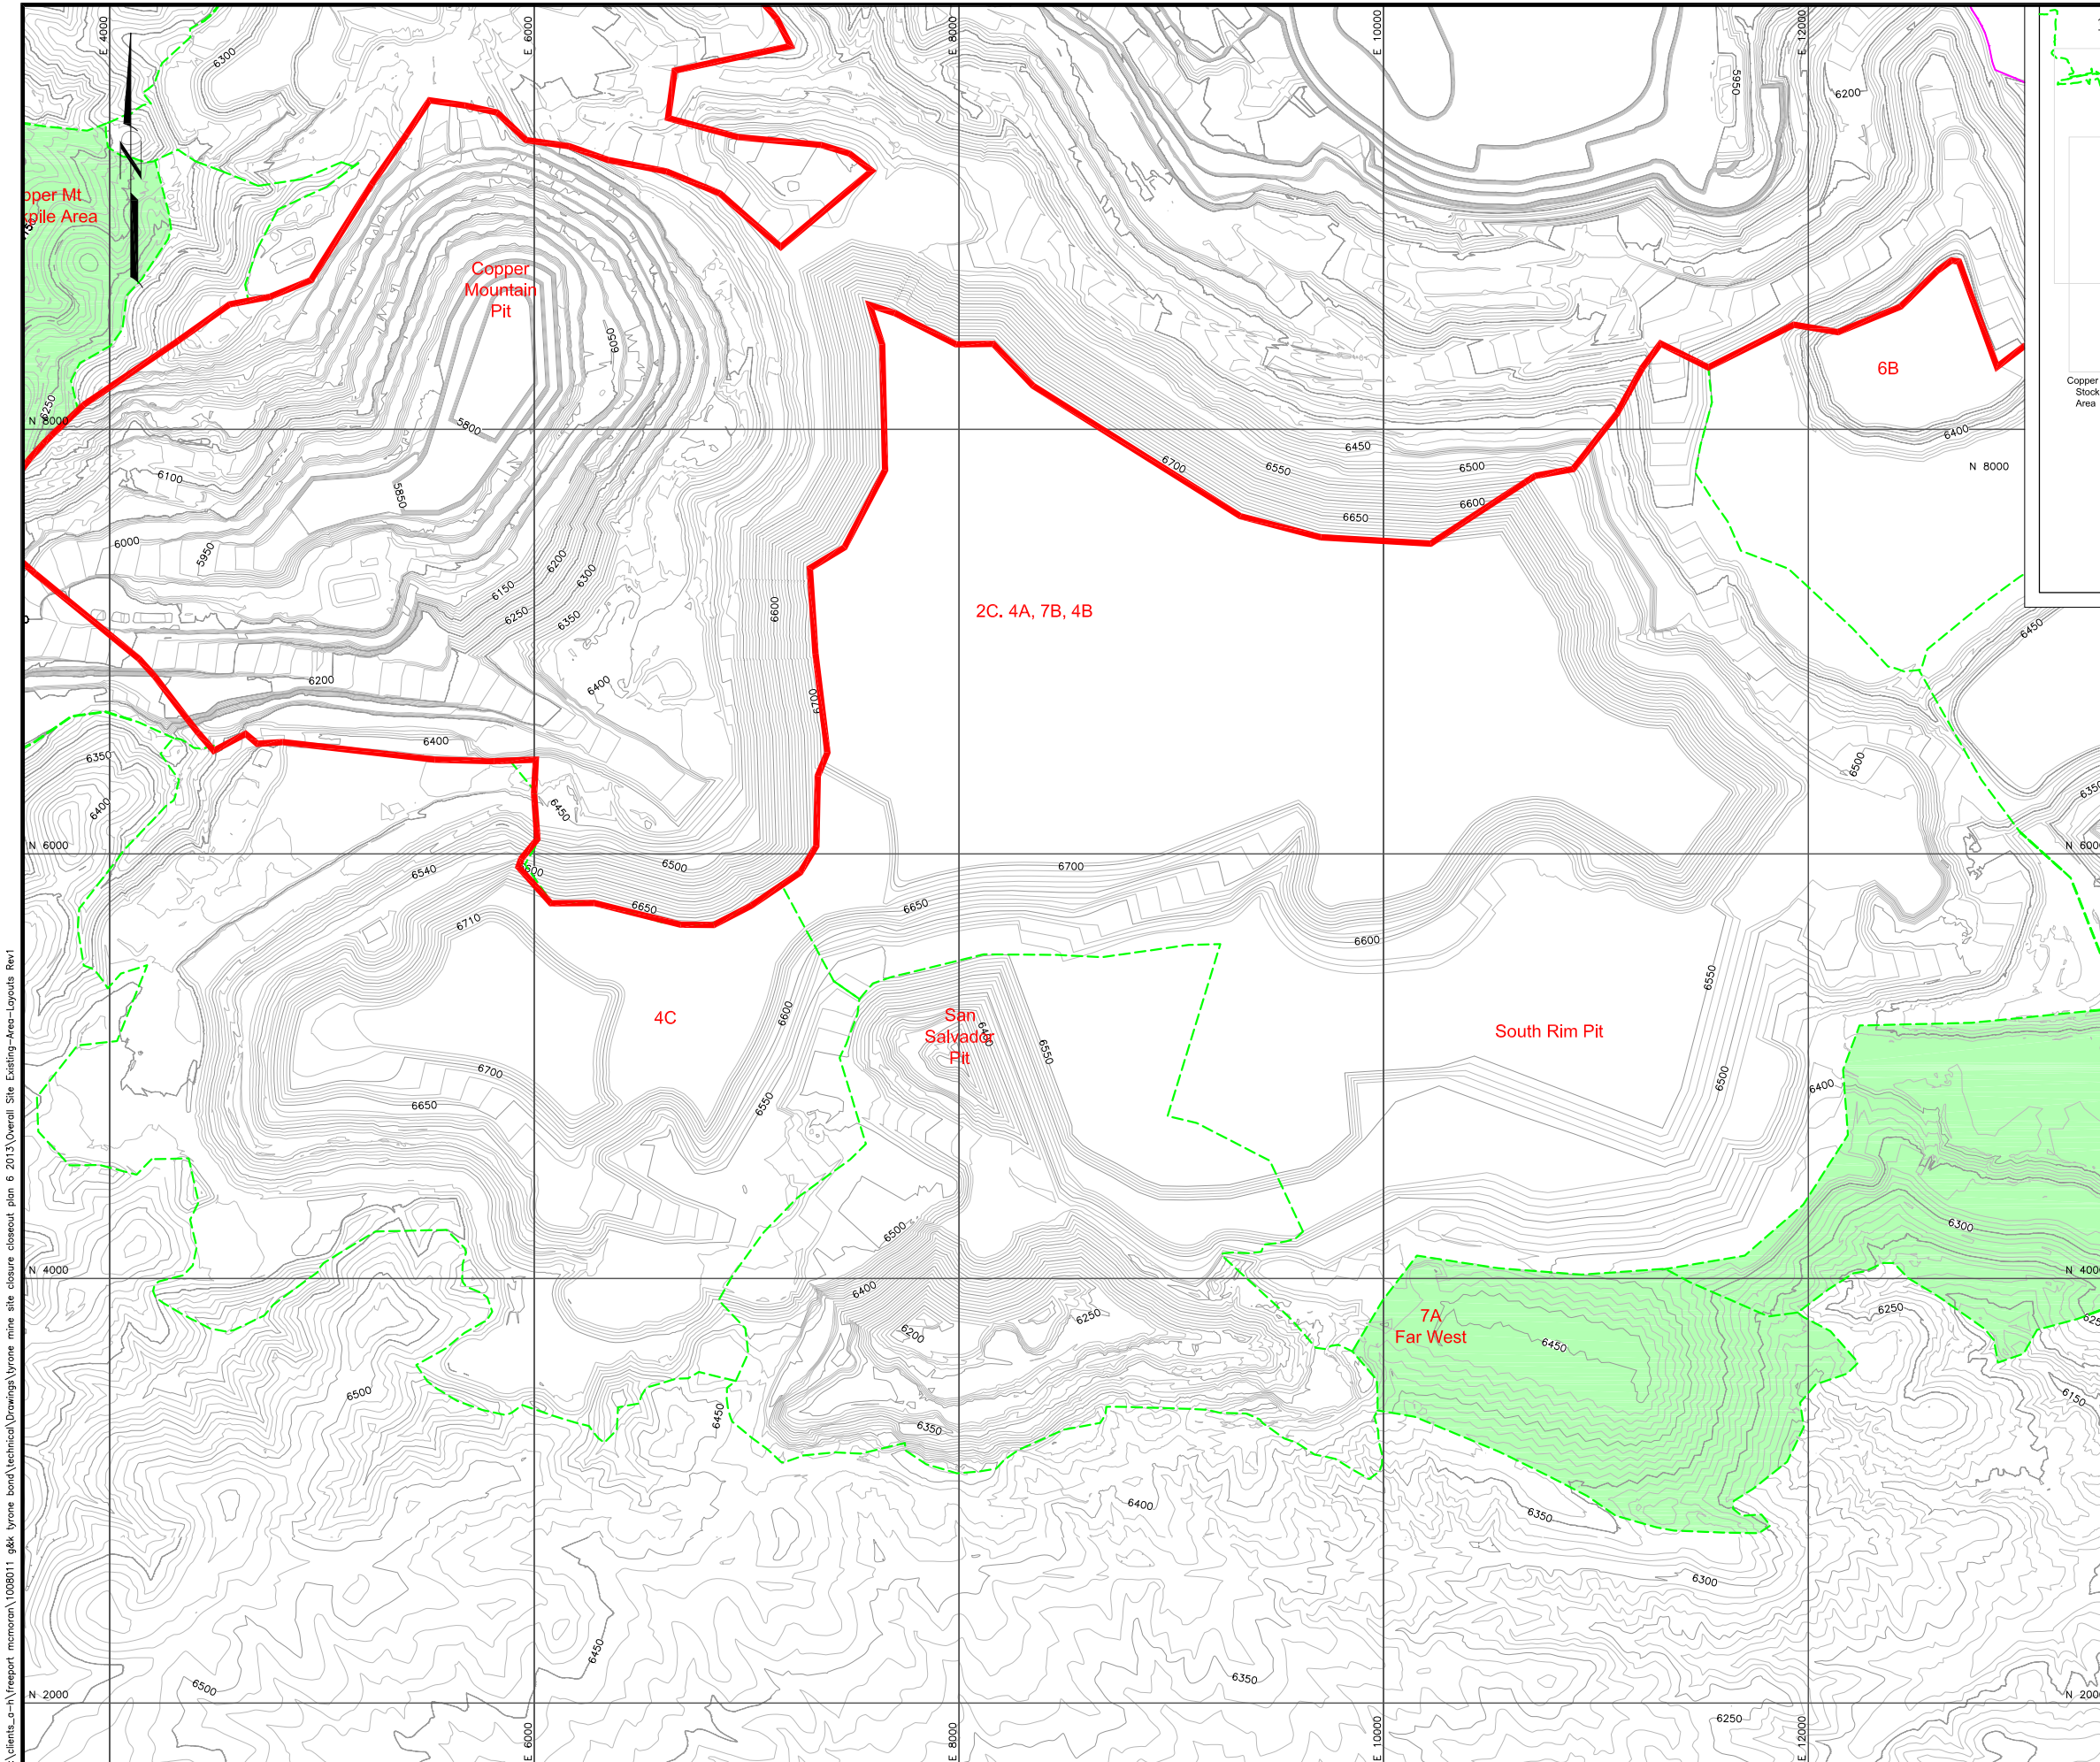 E 4000
E 6000
E 8000
E 10000
E 12000
6300
5950
6200
pper Mt
kpile Area
Copper
Mountain
Pit
6050
6B
Copper
Stock
Area
6250
N 8000
5800
6400
6450
6700
6550
6500
N 8000
6100
5850
6600
6650
6000
5950
6200
6300
6150
6250
6350
6600
2C. 4A, 7B, 4B
6450
6200
6400
6700
6400
6350
6500
6400
6450
N 6000
6540
6500
6700
6600
6650
6650
6710
6600
6550
4C
6600
San
Salvador
Pit
6550
South Rim Pit
6700
6650
6550
6500
6400
6500
6300
N 4000
6400
6250
6200
7A
Far West
6450
6250
6500
6450
6350
6150
6400
6350
6300
6450
6350
6500
N 2000
6250
E 6000
E 8000
E 10000
E 12000
\clients_a-h\freeport mcmoran\1008011 g&k tyrone bond\technical\Drawings\tyrone mine site closure closeout plan 6 2013\Overall Site Existing-Area-Layouts Rev1